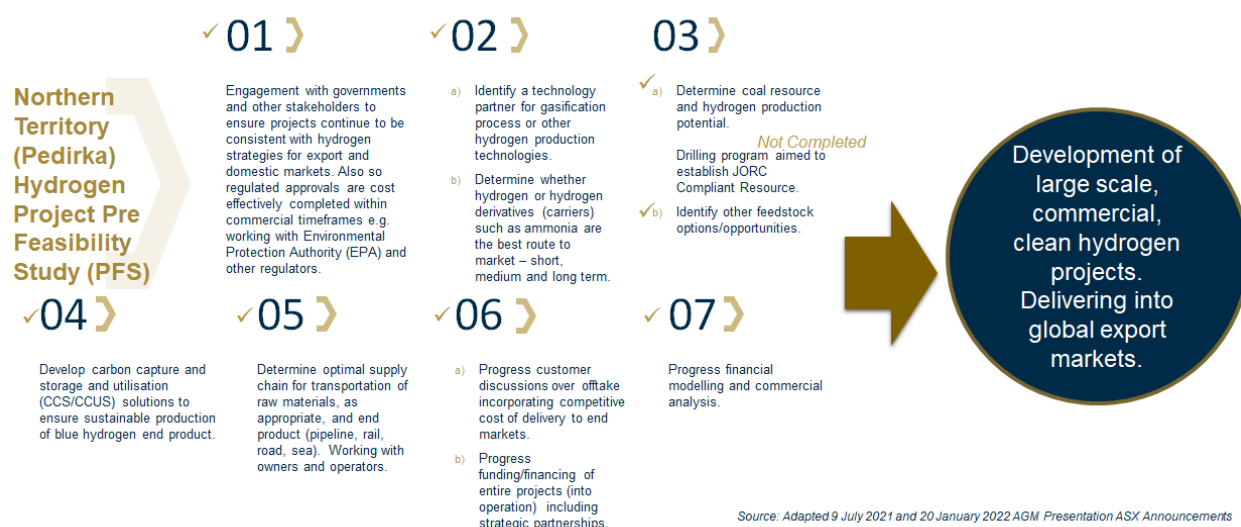 Northern
Territory
(Pedirka)
Hydrogen
Project Pre
Feasibility
Study (PFS)
✓01
Engagement with governments
and other stakeholders to
ensure projects continue to be
consistent with hydrogen
strategies for export and
domestic markets. Also so
regulated approvals are cost
effectively completed within
commercial timeframes e.g.
working with Environmental
Protection Authority (EPA) and
other regulators.
✓02
a) Identify a technology
partner for gasification
process or other
hydrogen production
technologies.
b) Determine whether
hydrogen or hydrogen
derivatives (carriers)
such as ammonia are
the best route to
market – short,
medium and long term.
03
✓a) Determine coal resource
and hydrogen production
potential.
Not Completed
Drilling program aimed to
establish JORC
Compliant Resource.
✓b) Identify other feedstock
options/opportunities.
✓04
Develop carbon capture and
storage and utilisation
(CCS/CCUS) solutions to
ensure sustainable production
of blue hydrogen end product.
✓05
Determine optimal supply
chain for transportation of
raw materials, as
appropriate, and end
product (pipeline, rail,
road, sea). Working with
owners and operators.
✓06
a) Progress customer
discussions over offtake
incorporating competitive
cost of delivery to end
markets.
b) Progress
funding/financing of
entire projects (into
operation) including
strategic partnerships.
✓07
Progress financial
modelling and commercial
analysis.
Development of
large scale,
commercial,
clean hydrogen
projects.
Delivering into
global export
markets.
Source: Adapted 9 July 2021 and 20 January 2022 AGM Presentation ASX Announcements